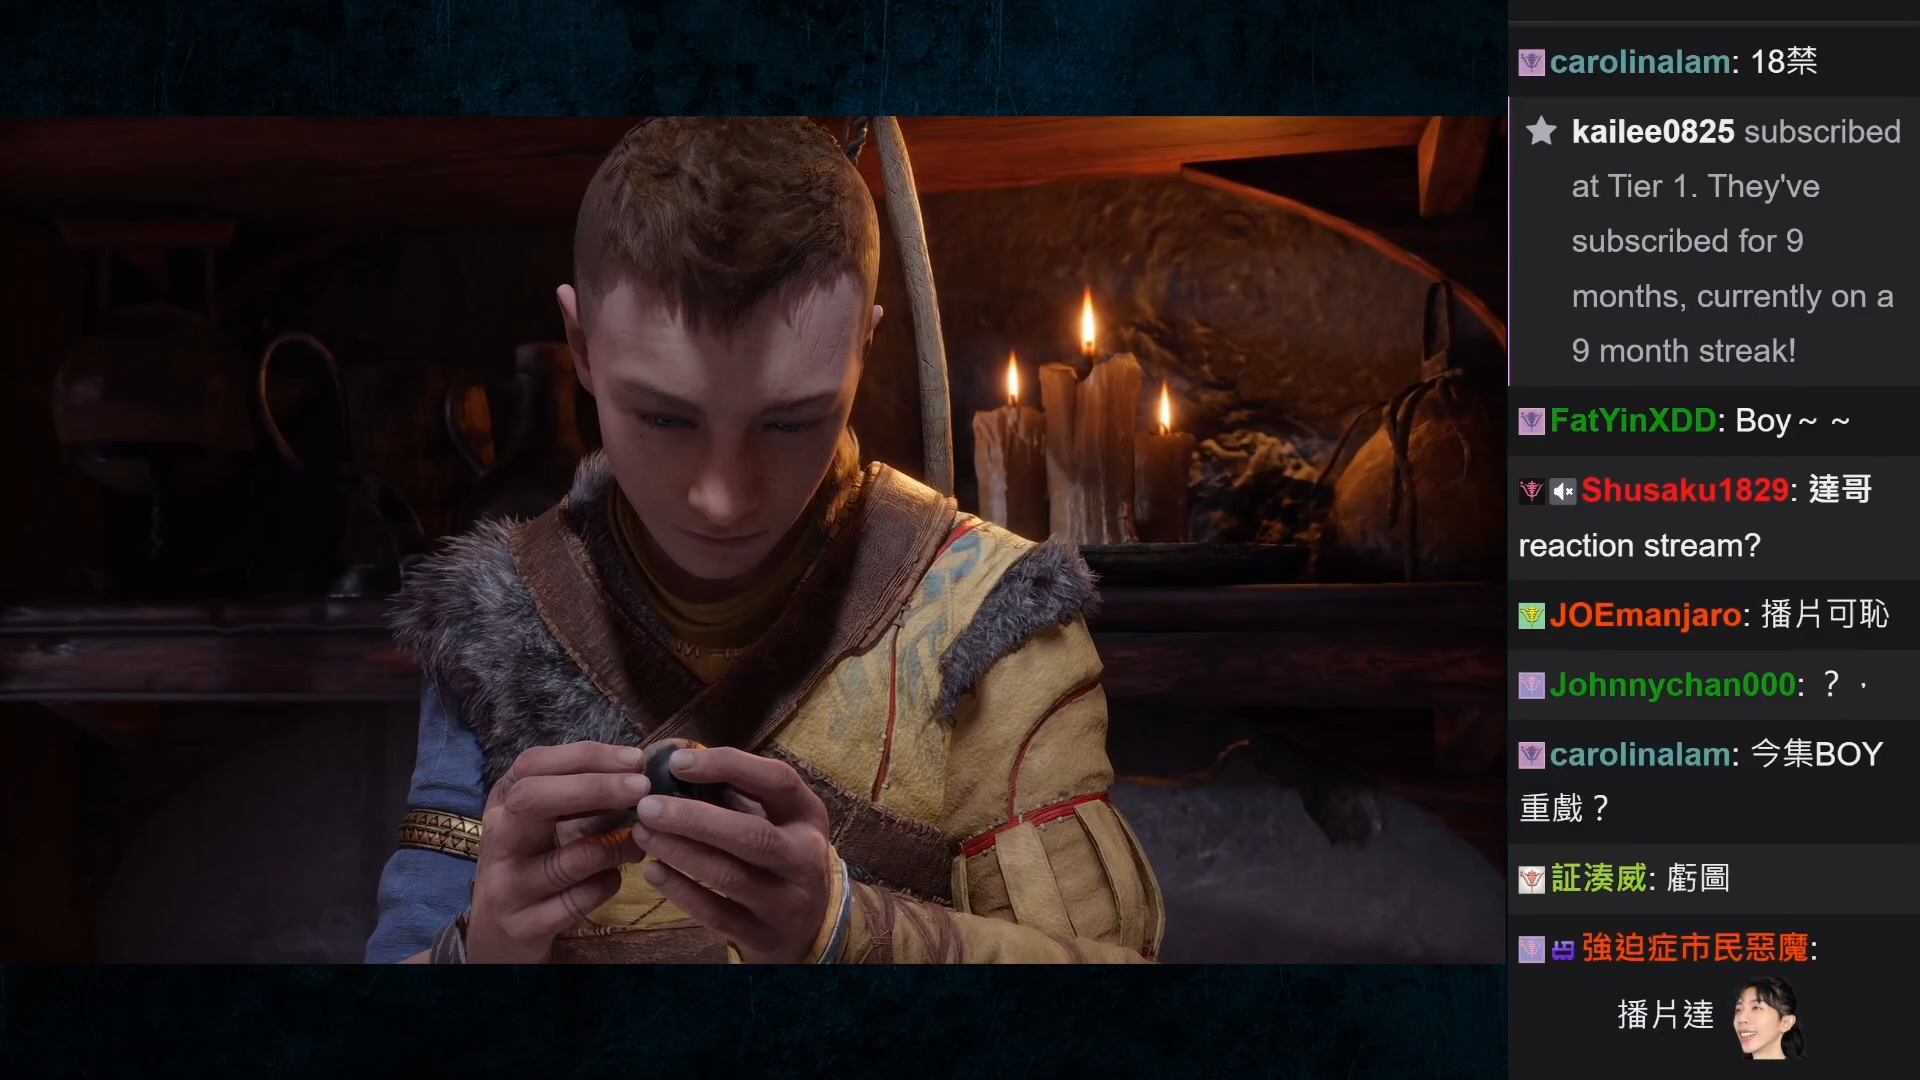 carolinalam: 18禁
kailee0825 subscribed
at Tier 1. They've
subscribed for 9
months, currently on a
9 month streak!
FatYinXDD: Boy～～
Shusaku1829: 達哥
reaction stream?
JOEmanjaro: 播片可恥
Johnnychan000: ？，
carolinalam: 今集BOY
重戲？
証湊威: 虧圖
強迫症市民惡魔:
播片達